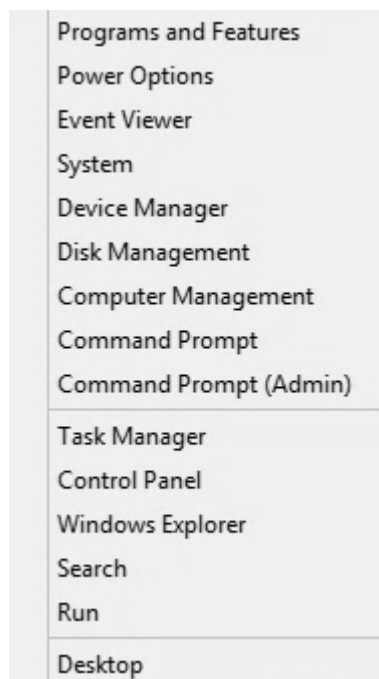 Programs and Features
Power Options
Event Viewer
System
Device Manager
Disk Management
Computer Management
Command Prompt
Command Prompt (Admin)
Task Manager
Control Panel
Windows Explorer
Search
Run
Desktop